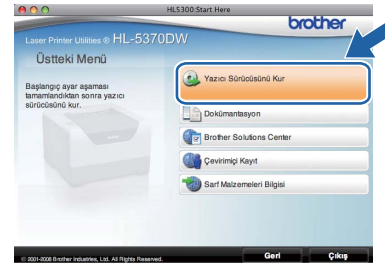 HL5300 Start Here
brother
Laser Printer Utilities ® HL-5370DW
Üstteki Menü
Başlangıç ayar aşaması
tamamlandıktan sonra yazıcı
sürücüsünü kur.
Yazıcı Sürücüsünü Kur
Dokümantasyon
Brother Solutions Center
Çevirimiçi Kayıt
Sarf Malzemeleri Bilgisi
© 2001-2008 Brother Industries, Ltd. All Rights Reserved.
Geri
Çıkış